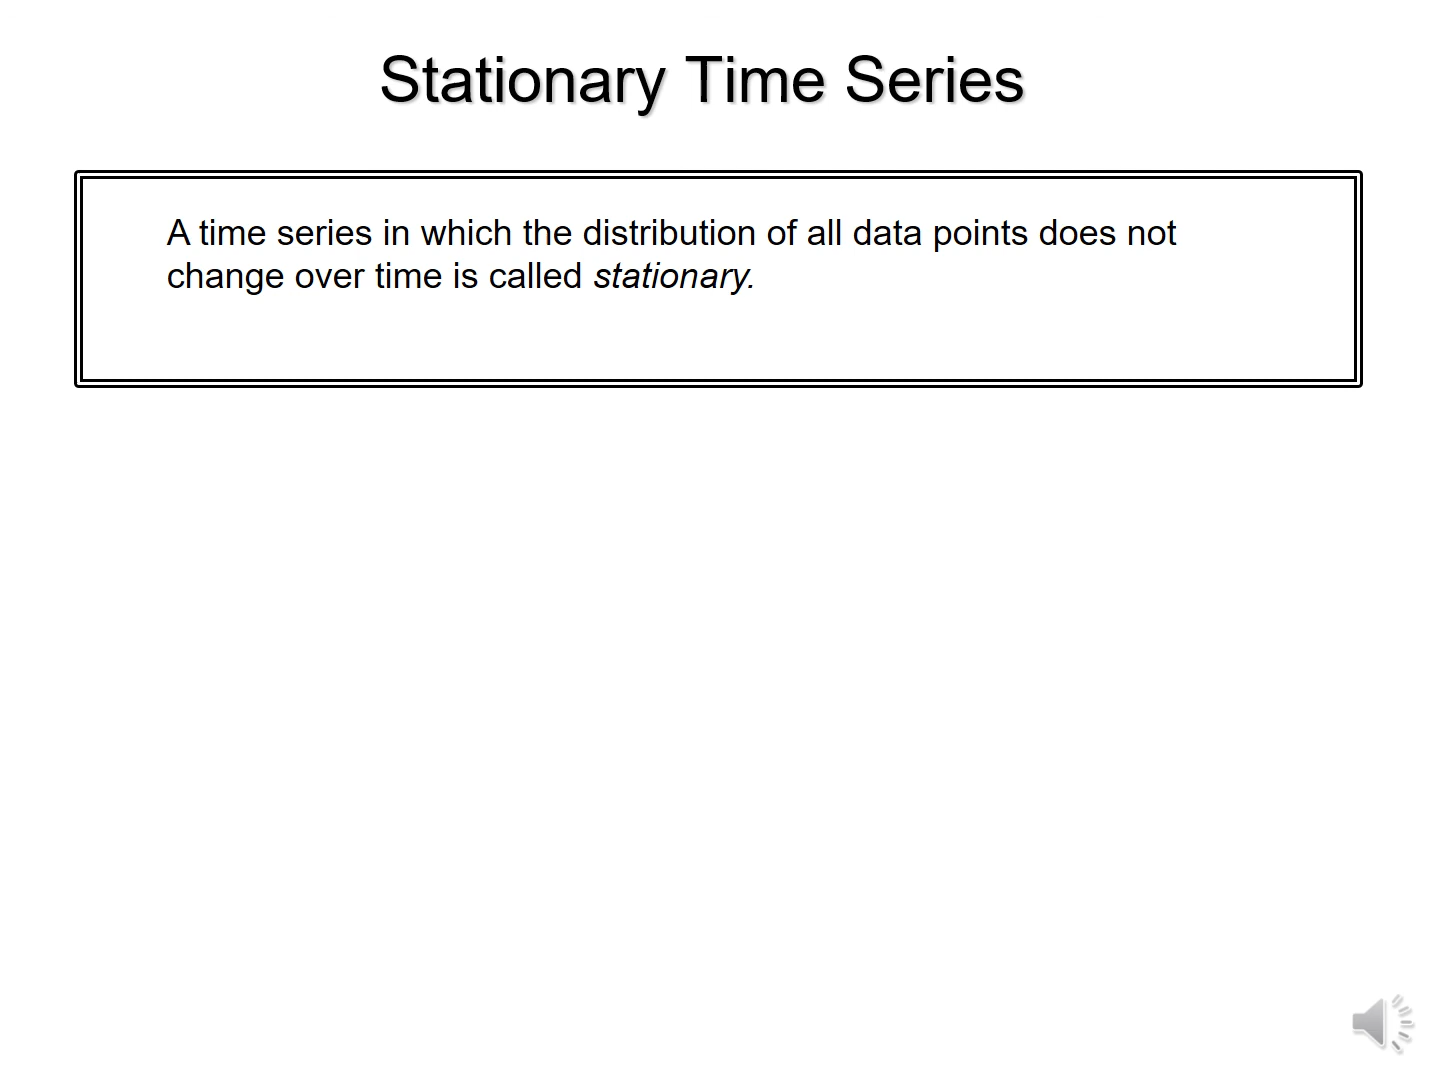 Stationary Time Series
A time series in which the distribution of all data points does not
change over time is called stationary.